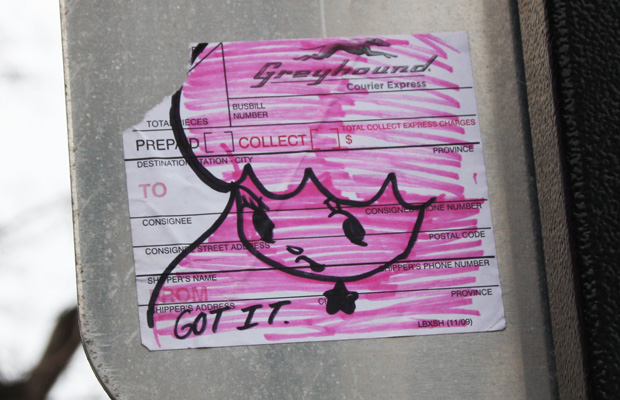 Greyhound
Courier Express
BUSBILL
NUMBER
TOTAL PIECES
PREPAID [ ] COLLECT [ ] $
TOTAL COLLECT EXPRESS CHARGES
DESTINATION STATION - CITY
PROVINCE
TO
CONSIGNEE
CONSIGNEE PHONE NUMBER
CONSIGNEE STREET ADDRESS
POSTAL CODE
SHIPPER'S NAME
SHIPPER'S PHONE NUMBER
FROM
SHIPPER'S ADDRESS
PROVINCE
GOT IT.
LBXSH (11/09)